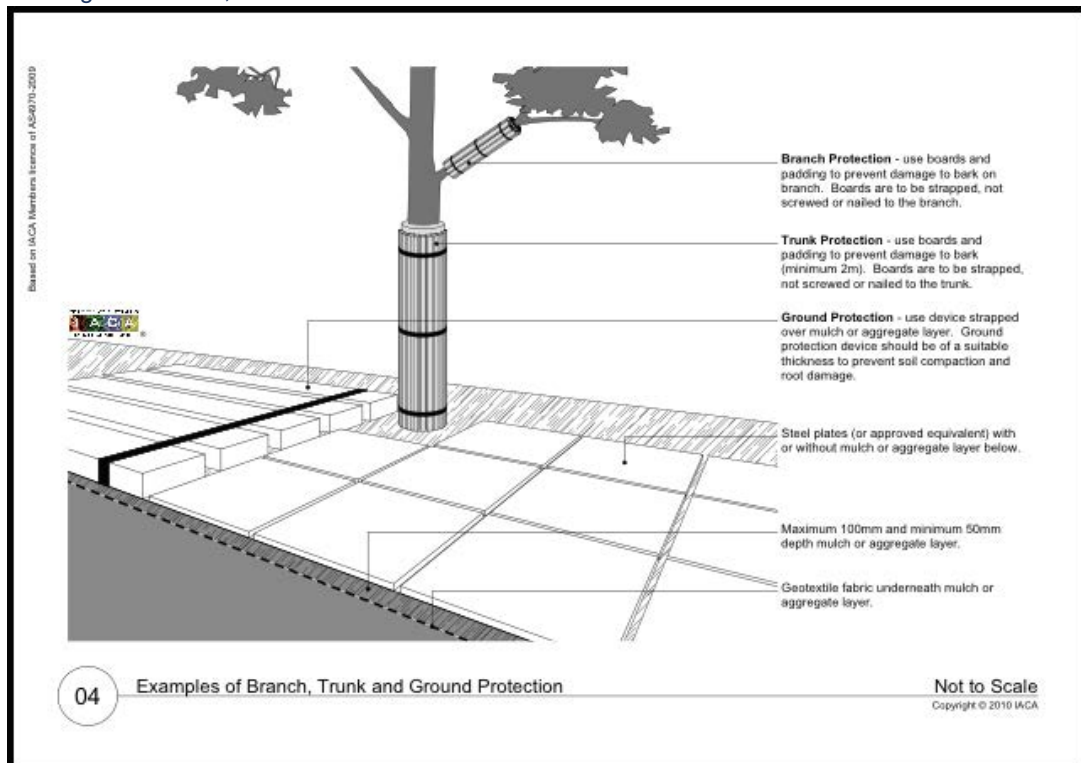 Based on IACA Members licence of AS4970-2009
Branch Protection - use boards and
padding to prevent damage to bark on
branch. Boards are to be strapped, not
screwed or nailed to the branch.
Trunk Protection - use boards and
padding to prevent damage to bark
(minimum 2m). Boards are to be strapped,
not screwed or nailed to the trunk.
IACA
®
Ground Protection - use device strapped
over mulch or aggregate layer. Ground
protection device should be of a suitable
thickness to prevent soil compaction and
root damage.
Steel plates (or approved equivalent) with
or without mulch or aggregate layer below.
Maximum 100mm and minimum 50mm
depth mulch or aggregate layer.
Geotextile fabric underneath mulch or
aggregate layer.
04
Examples of Branch, Trunk and Ground Protection
Not to Scale
Copyright © 2010 IACA